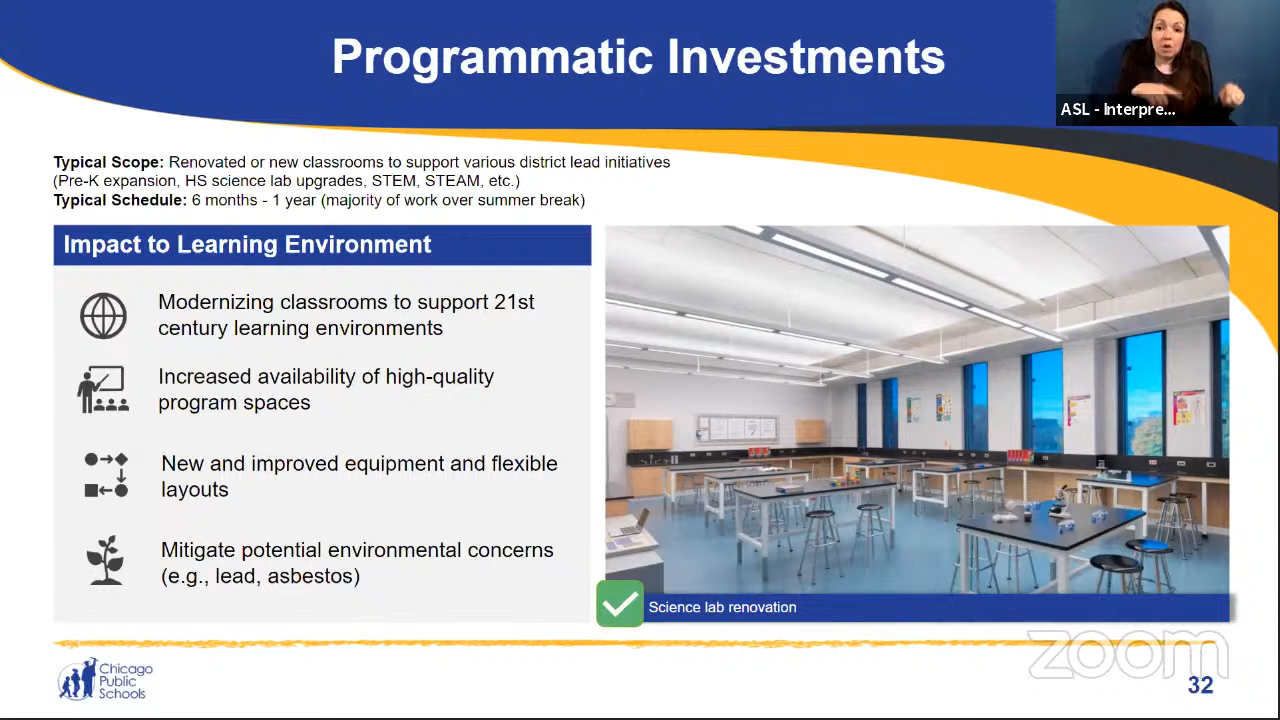 Programmatic Investments
ASL - Interpre...
Typical Scope: Renovated or new classrooms to support various district lead initiatives
(Pre-K expansion, HS science lab upgrades, STEM, STEAM, etc.)
Typical Schedule: 6 months - 1 year (majority of work over summer break)
Impact to Learning Environment
Modernizing classrooms to support 21st
century learning environments
Increased availability of high-quality
program spaces
New and improved equipment and flexible
layouts
Mitigate potential environmental concerns
(e.g., lead, asbestos)
Science lab renovation
Chicago
Public
Schools
zoom
32